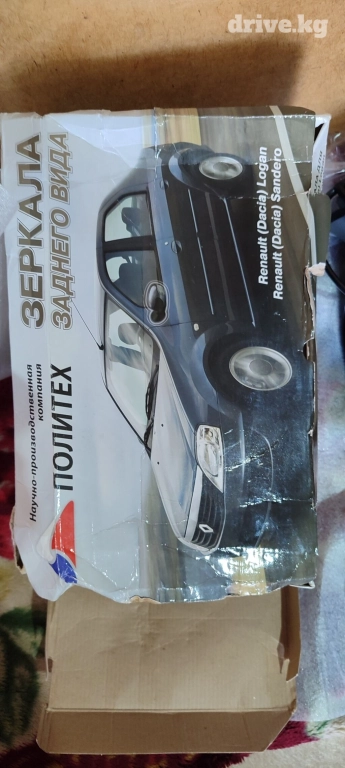 drive.kg
ЗЕРКАЛА
ЗАДНЕГО ВИДА
Renault (Dacia) Logan
Renault (Dacia) Sandero
Научно-производственная
компания
ПОЛИТЕХ